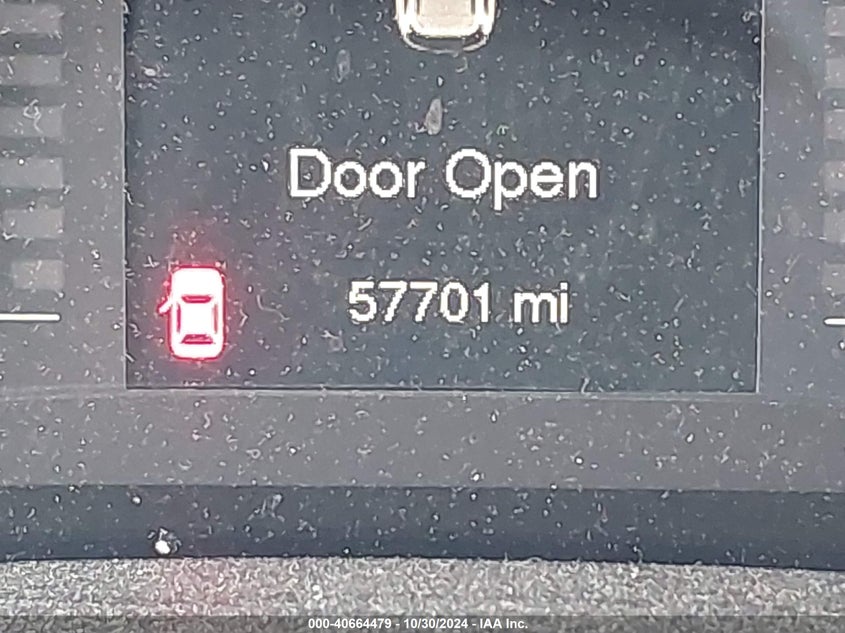 Door Open
57701 mi
000-40664479 - 10/30/2024 - IAA Inc.